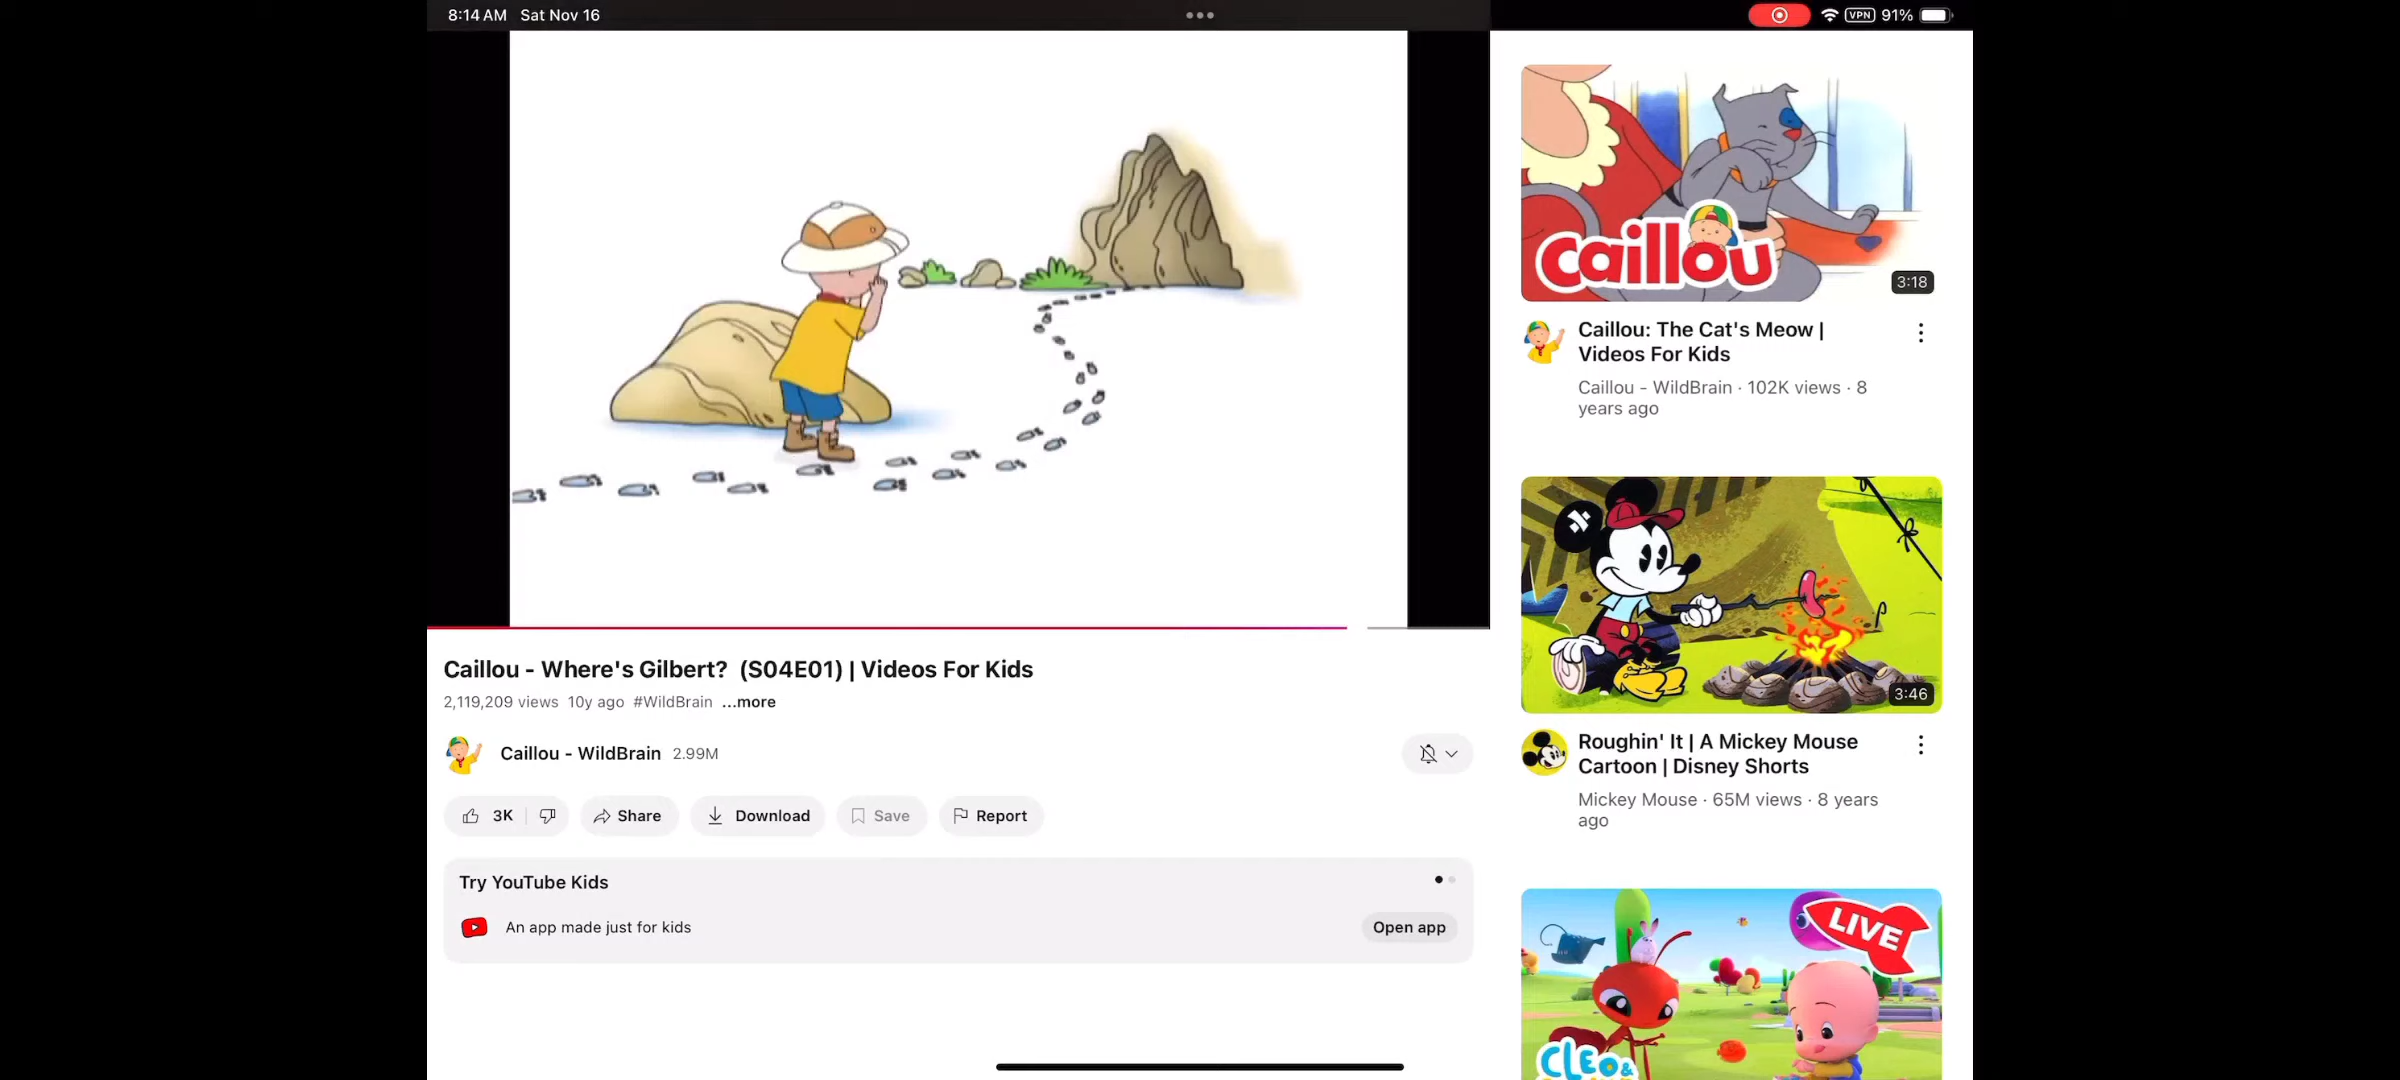 8:14 AM Sat Nov 16
VPN 91%
Caillou
3:18
Caillou: The Cat's Meow |
Videos For Kids
Caillou - WildBrain · 102K views · 8
years ago
3:46
Roughin' It | A Mickey Mouse
Cartoon | Disney Shorts
Mickey Mouse · 65M views · 8 years
ago
LIVE
CLEO &
Caillou - Where's Gilbert? (S04E01) | Videos For Kids
2,119,209 views 10y ago #WildBrain ...more
Caillou - WildBrain 2.99M
3K Share Download Save Report
Try YouTube Kids
An app made just for kids Open app